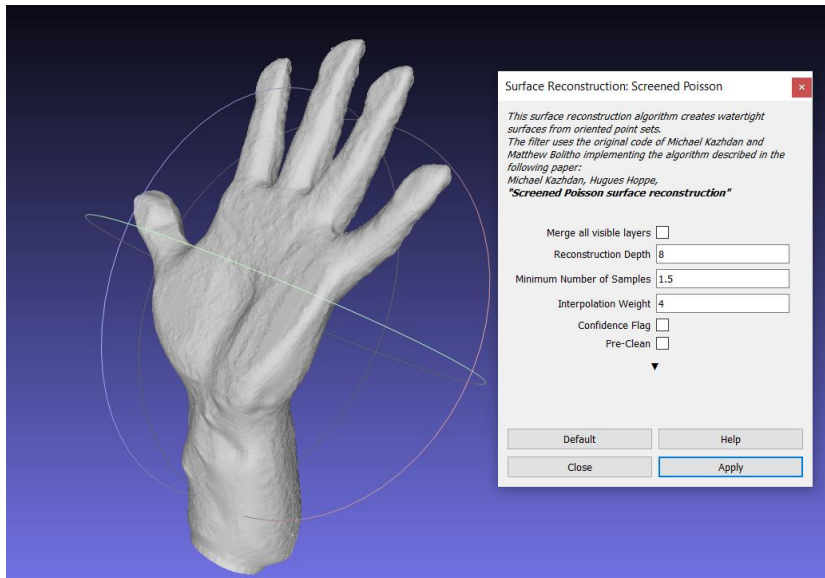 Surface Reconstruction: Screened Poisson
This surface reconstruction algorithm creates watertight
surfaces from oriented point sets.
The filter uses the original code of Michael Kazhdan and
Matthew Bolitho implementing the algorithm described in the
following paper:
Michael Kazhdan, Hugues Hoppe,
"Screened Poisson surface reconstruction"
Merge all visible layers
Reconstruction Depth 8
Minimum Number of Samples 1.5
Interpolation Weight 4
Confidence Flag
Pre-Clean
Default Help
Close Apply